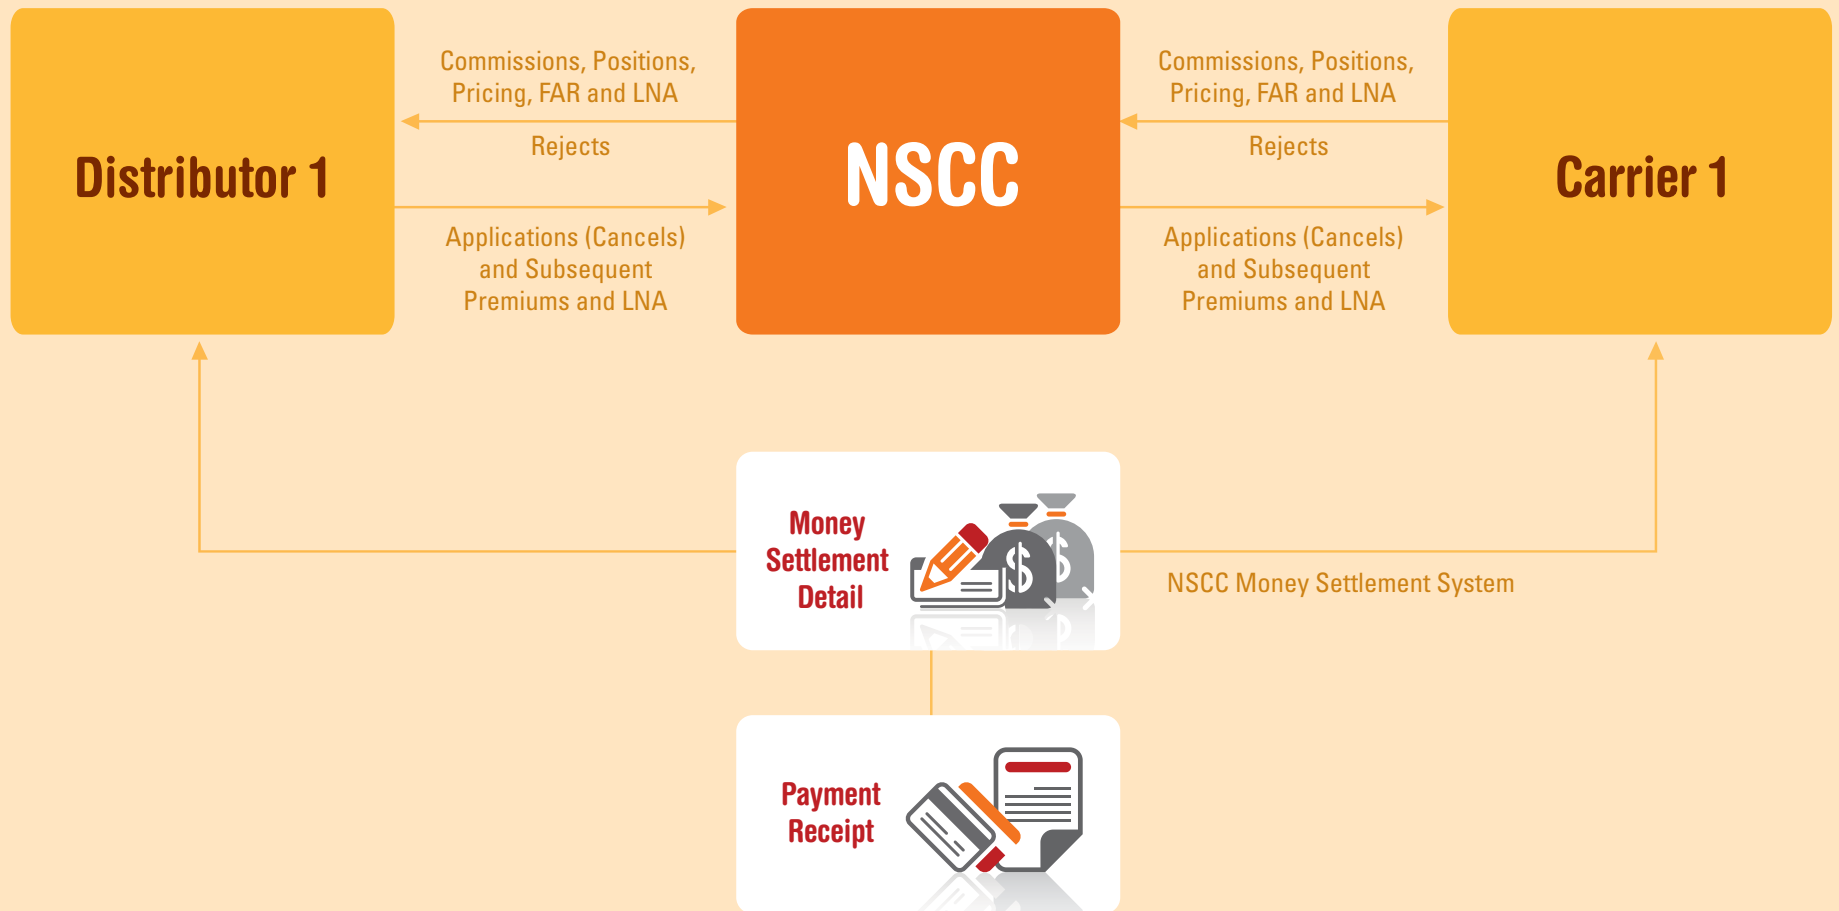 Distributor 1
Commissions, Positions,
Pricing, FAR and LNA
Rejects
Applications (Cancels)
and Subsequent
Premiums and LNA
NSCC
Commissions, Positions,
Pricing, FAR and LNA
Rejects
Applications (Cancels)
and Subsequent
Premiums and LNA
Carrier 1
Money
Settlement
Detail
$
$
NSCC Money Settlement System
Payment
Receipt